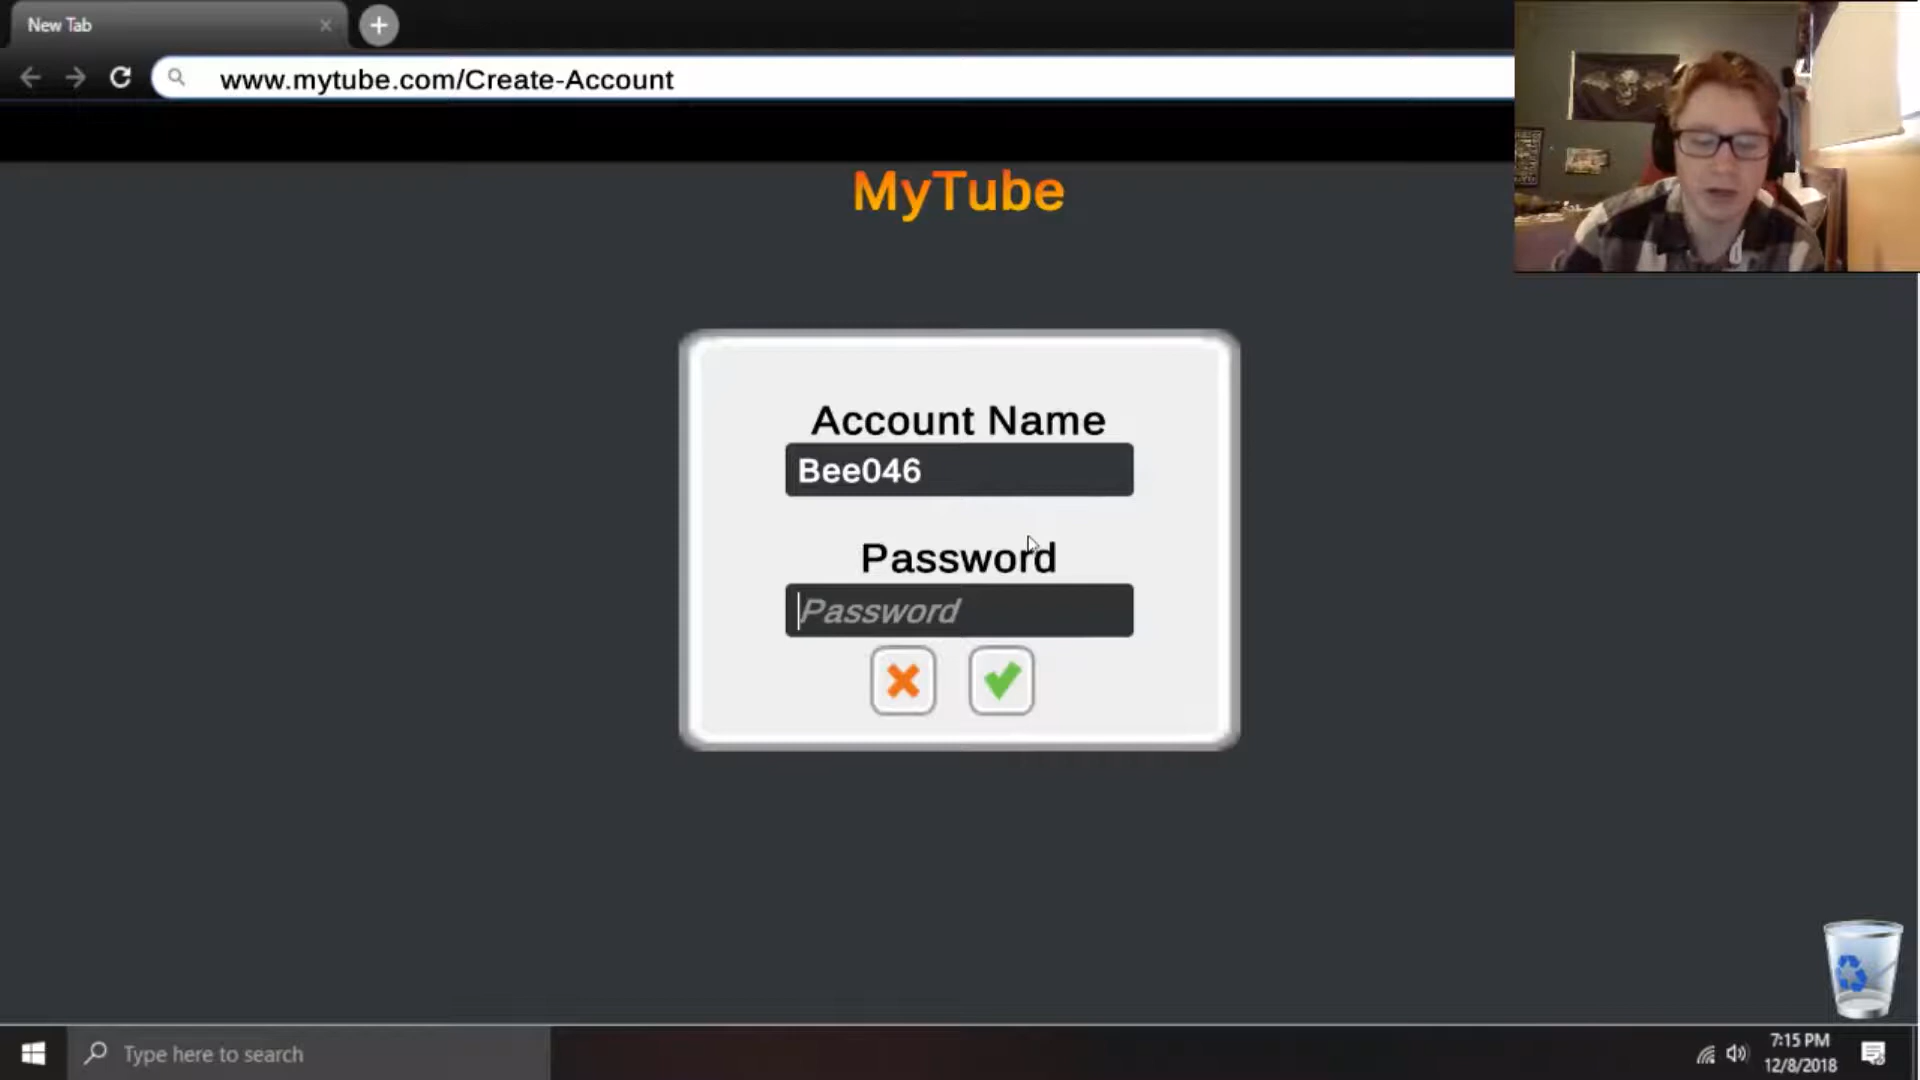 New Tab
www.mytube.com/Create-Account
MyTube
Account Name
Bee046
Password
Password
Type here to search
7:15 PM
12/8/2018